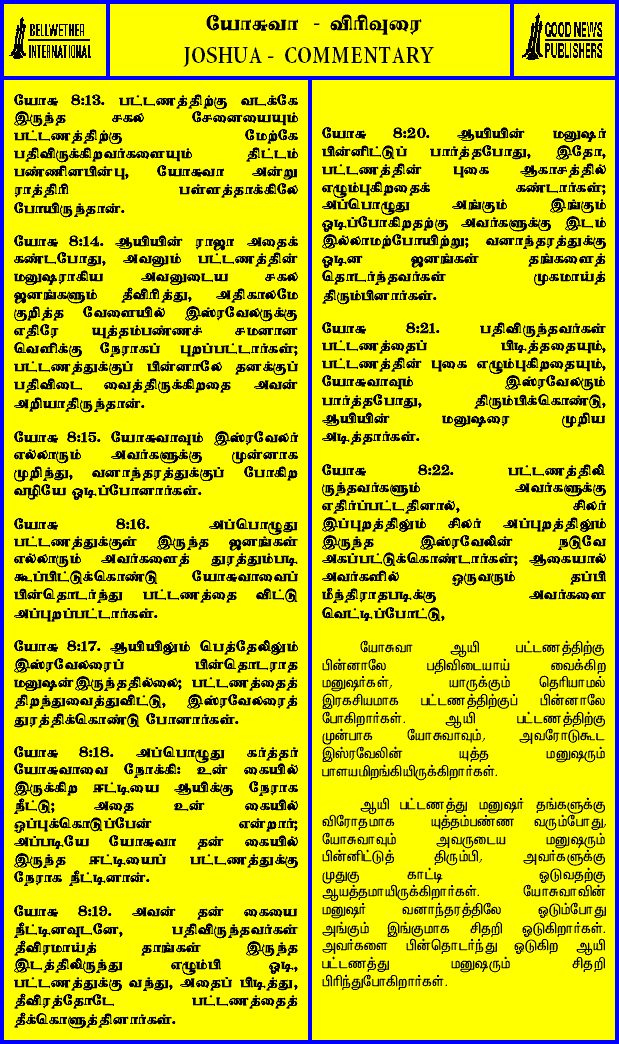 BELLWETHER
INTERNATIONAL
யோசுவா - விரிவுரை
JOSHUA - COMMENTARY
GOOD NEWS
PUBLISHERS
யோசு 8:13. பட்டணத்திற்கு வடக்கே
இருந்த சகல சேனையையும்
பட்டணத்திற்கு மேற்கே
பதிவிருக்கிறவர்களையும் திட்டம்
பண்ணினபின்பு, யோசுவா அன்று
ராத்திரி பள்ளத்தாக்கிலே
போயிருந்தான்.
யோசு 8:14. ஆயியின் ராஜா அதைக்
கண்டபோது, அவனும் பட்டணத்தின்
மனுஷராகிய அவனுடைய சகல
ஜனங்களும் தீவிரித்து, அதிகாலமே
குறித்த வேளையில் இஸ்ரவேலருக்கு
எதிரே யுத்தம்பண்ணச் சமனான
வெளிக்கு நேராகப் புறப்பட்டார்கள்;
பட்டணத்துக்குப் பின்னாலே தனக்குப்
பதிவிடை வைத்திருக்கிறதை அவன்
அறியாதிருந்தான்.
யோசு 8:15. யோசுவாவும் இஸ்ரவேலர்
எல்லாரும் அவர்களுக்கு முன்னாக
முறிந்து, வனாந்தரத்துக்குப் போகிற
வழியே ஓடிப்போனார்கள்.
யோசு 8:16. அப்பொழுது
பட்டணத்துக்குள் இருந்த ஜனங்கள்
எல்லாரும் அவர்களைத் துரத்தும்படி
கூப்பிட்டுக்கொண்டு யோசுவாவைப்
பின்தொடர்ந்து பட்டணத்தை விட்டு
அப்புறப்பட்டார்கள்.
யோசு 8:17. ஆயியிலும் பெத்தேலிலும்
இஸ்ரவேலரைப் பின்தொடராத
மனுஷன்இருந்ததில்லை; பட்டணத்தைத்
திறந்துவைத்துவிட்டு, இஸ்ரவேலரைத்
துரத்திக்கொண்டு போனார்கள்.
யோசு 8:18. அப்பொழுது கர்த்தர்
யோசுவாவை நோக்கி: உன் கையில்
இருக்கிற ஈட்டியை ஆயிக்கு நேராக
நீட்டு; அதை உன் கையில்
ஒப்புக்கொடுப்பேன் என்றார்;
அப்படியே யோசுவா தன் கையில்
இருந்த ஈட்டியைப் பட்டணத்துக்கு
நேராக நீட்டினான்.
யோசு 8:19. அவன் தன் கையை
நீட்டினவுடனே, பதிவிருந்தவர்கள்
தீவிரமாய்த் தாங்கள் இருந்த
இடத்திலிருந்து எழும்பி ஓடி,
பட்டணத்துக்கு வந்து, அதைப் பிடித்து,
தீவிரத்தோடே பட்டணத்தைத்
தீக்கொளுத்தினார்கள்.
யோசு 8:20. ஆயியின் மனுஷர்
பின்னிட்டுப் பார்த்தபோது, இதோ,
பட்டணத்தின் புகை ஆகாசத்தில்
எழும்புகிறதைக் கண்டார்கள்;
அப்பொழுது அங்கும் இங்கும்
ஓடிப்போகிறதற்கு அவர்களுக்கு இடம்
இல்லாமற்போயிற்று; வனாந்தரத்துக்கு
ஓடின ஜனங்கள் தங்களைத்
தொடர்ந்தவர்கள் முகமாய்த்
திரும்பினார்கள்.
யோசு 8:21. பதிவிருந்தவர்கள்
பட்டணத்தைப் பிடித்ததையும்,
பட்டணத்தின் புகை எழும்புகிறதையும்,
யோசுவாவும் இஸ்ரவேலரும்
பார்த்தபோது, திரும்பிக்கொண்டு,
ஆயியின் மனுஷரை முறிய
அடித்தார்கள்.
யோசு 8:22. பட்டணத்திலி
ருந்தவர்களும் அவர்களுக்கு
எதிர்ப்பட்டதினால், சிலர்
இப்புறத்திலும் சிலர் அப்புறத்திலும்
இருந்த இஸ்ரவேலின் நடுவே
அகப்பட்டுக்கொண்டார்கள்; ஆகையால்
அவர்களில் ஒருவரும் தப்பி
மீந்திராதபடிக்கு அவர்களை
வெட்டிப்போட்டு,
யோசுவா ஆயி பட்டணத்திற்கு
பின்னாலே பதிவிடையாய் வைக்கிற
மனுஷர்கள், யாருக்கும் தெரியாமல்
இரகசியமாக பட்டணத்திற்குப் பின்னாலே
போகிறார்கள். ஆயி பட்டணத்திற்கு
முன்பாக யோசுவாவும், அவரோடுகூட
இஸ்ரவேலின் யுத்த மனுஷரும்
பாளயமிறங்கியிருக்கிறார்கள்.
ஆயி பட்டணத்து மனுஷர் தங்களுக்கு
விரோதமாக யுத்தம்பண்ண வரும்போது,
யோசுவாவும் அவருடைய மனுஷரும்
பின்னிட்டுத் திரும்பி, அவர்களுக்கு
முதுகு காட்டி ஓடுவதற்கு
ஆயத்தமாயிருக்கிறார்கள். யோசுவாவின்
மனுஷர் வனாந்தரத்திலே ஓடும்போது
அங்கும் இங்குமாக சிதறி ஓடுகிறார்கள்.
அவர்களை பின்தொடர்ந்து ஓடுகிற ஆயி
பட்டணத்து மனுஷரும் சிதறி
பிரிந்துபோகிறார்கள்.